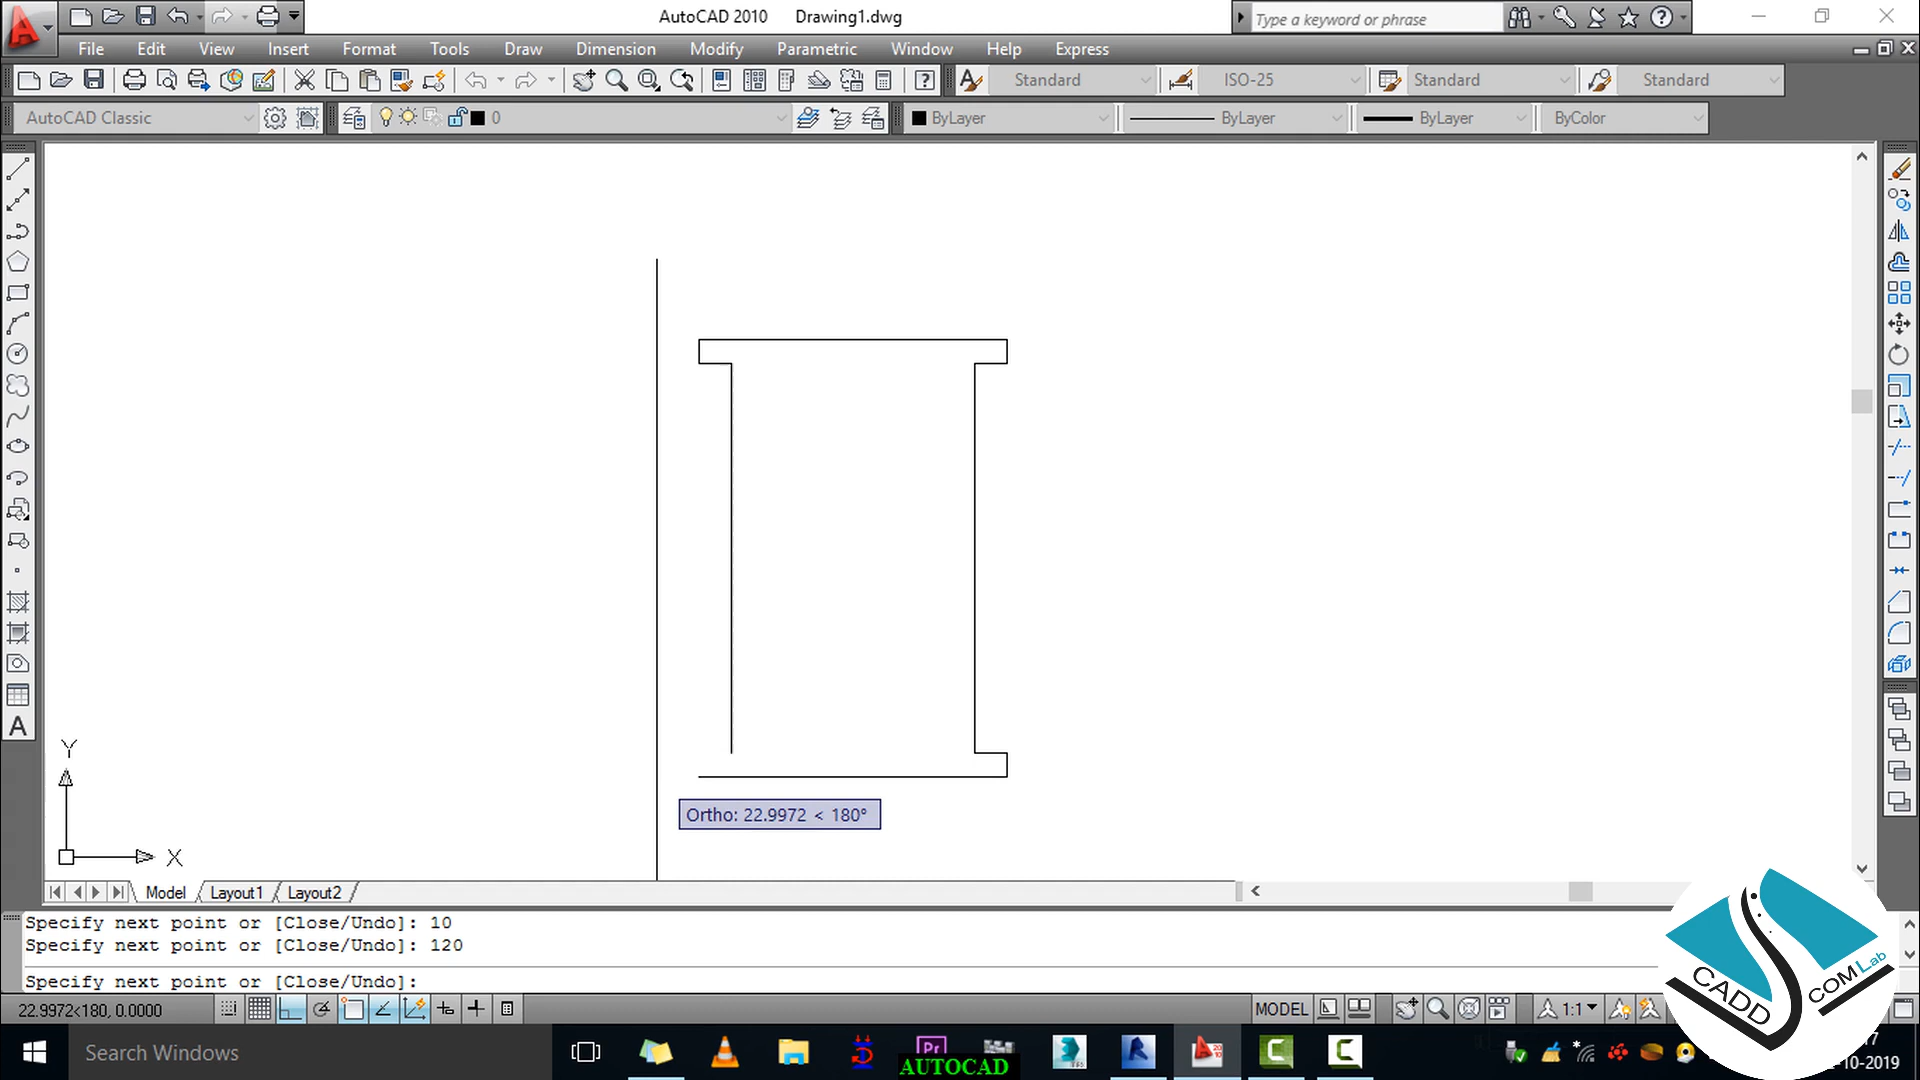 AutoCAD 2010 Drawing1.dwg
Type a keyword or phrase
File Edit View Insert Format Tools Draw Dimension Modify Parametric Window Help Express
Standard ISO-25 Standard Standard
AutoCAD Classic 0 ByLayer ByLayer ByLayer ByColor
Y
X
Ortho: 22.9972 < 180°
Model Layout1 Layout2
Specify next point or [Close/Undo]: 10
Specify next point or [Close/Undo]: 120
Specify next point or [Close/Undo]:
22.9972<180, 0.0000 MODEL 1:1
CADD COM Lab
Search Windows
Pr
AUTOCAD
-10-2019